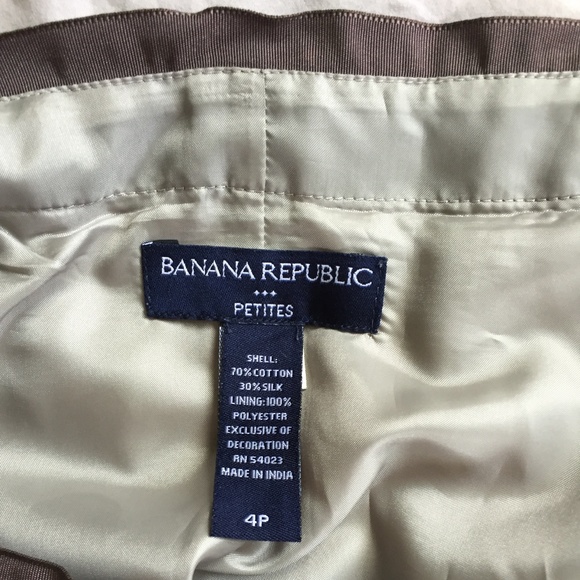 BANANA REPUBLIC
PETITES
SHELL:
70% COTTON
30% SILK
LINING:100%
POLYESTER
EXCLUSIVE OF
DECORATION
RN 54023
MADE IN INDIA
4P